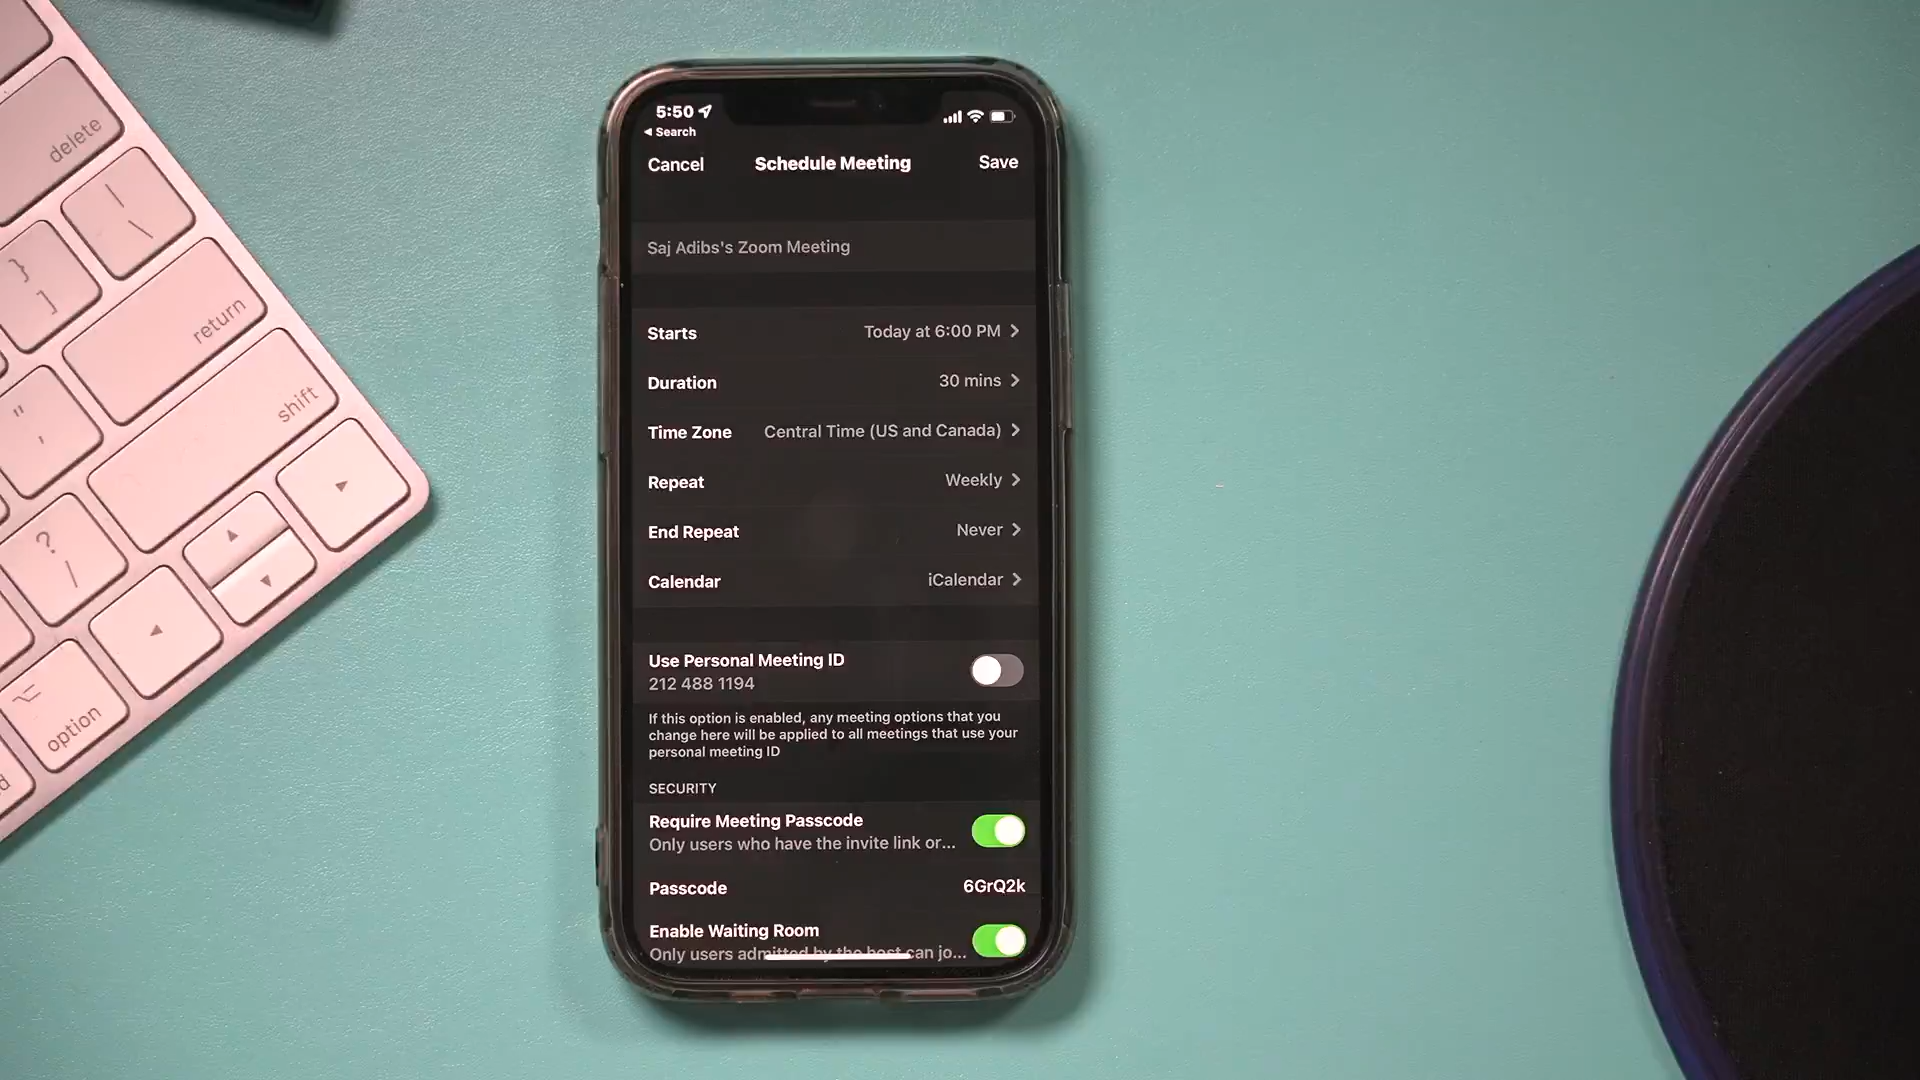 delete
|
\
}
]
return
"
,
shift
?
/
option
5:50
Search
Cancel
Schedule Meeting
Save
Saj Adibs's Zoom Meeting
Starts
Today at 6:00 PM
Duration
30 mins
Time Zone
Central Time (US and Canada)
Repeat
Weekly
End Repeat
Never
Calendar
iCalendar
Use Personal Meeting ID
212 488 1194
If this option is enabled, any meeting options that you
change here will be applied to all meetings that use your
personal meeting ID
SECURITY
Require Meeting Passcode
Only users who have the invite link or...
Passcode
6GrQ2k
Enable Waiting Room
Only users admitted by the host can jo...